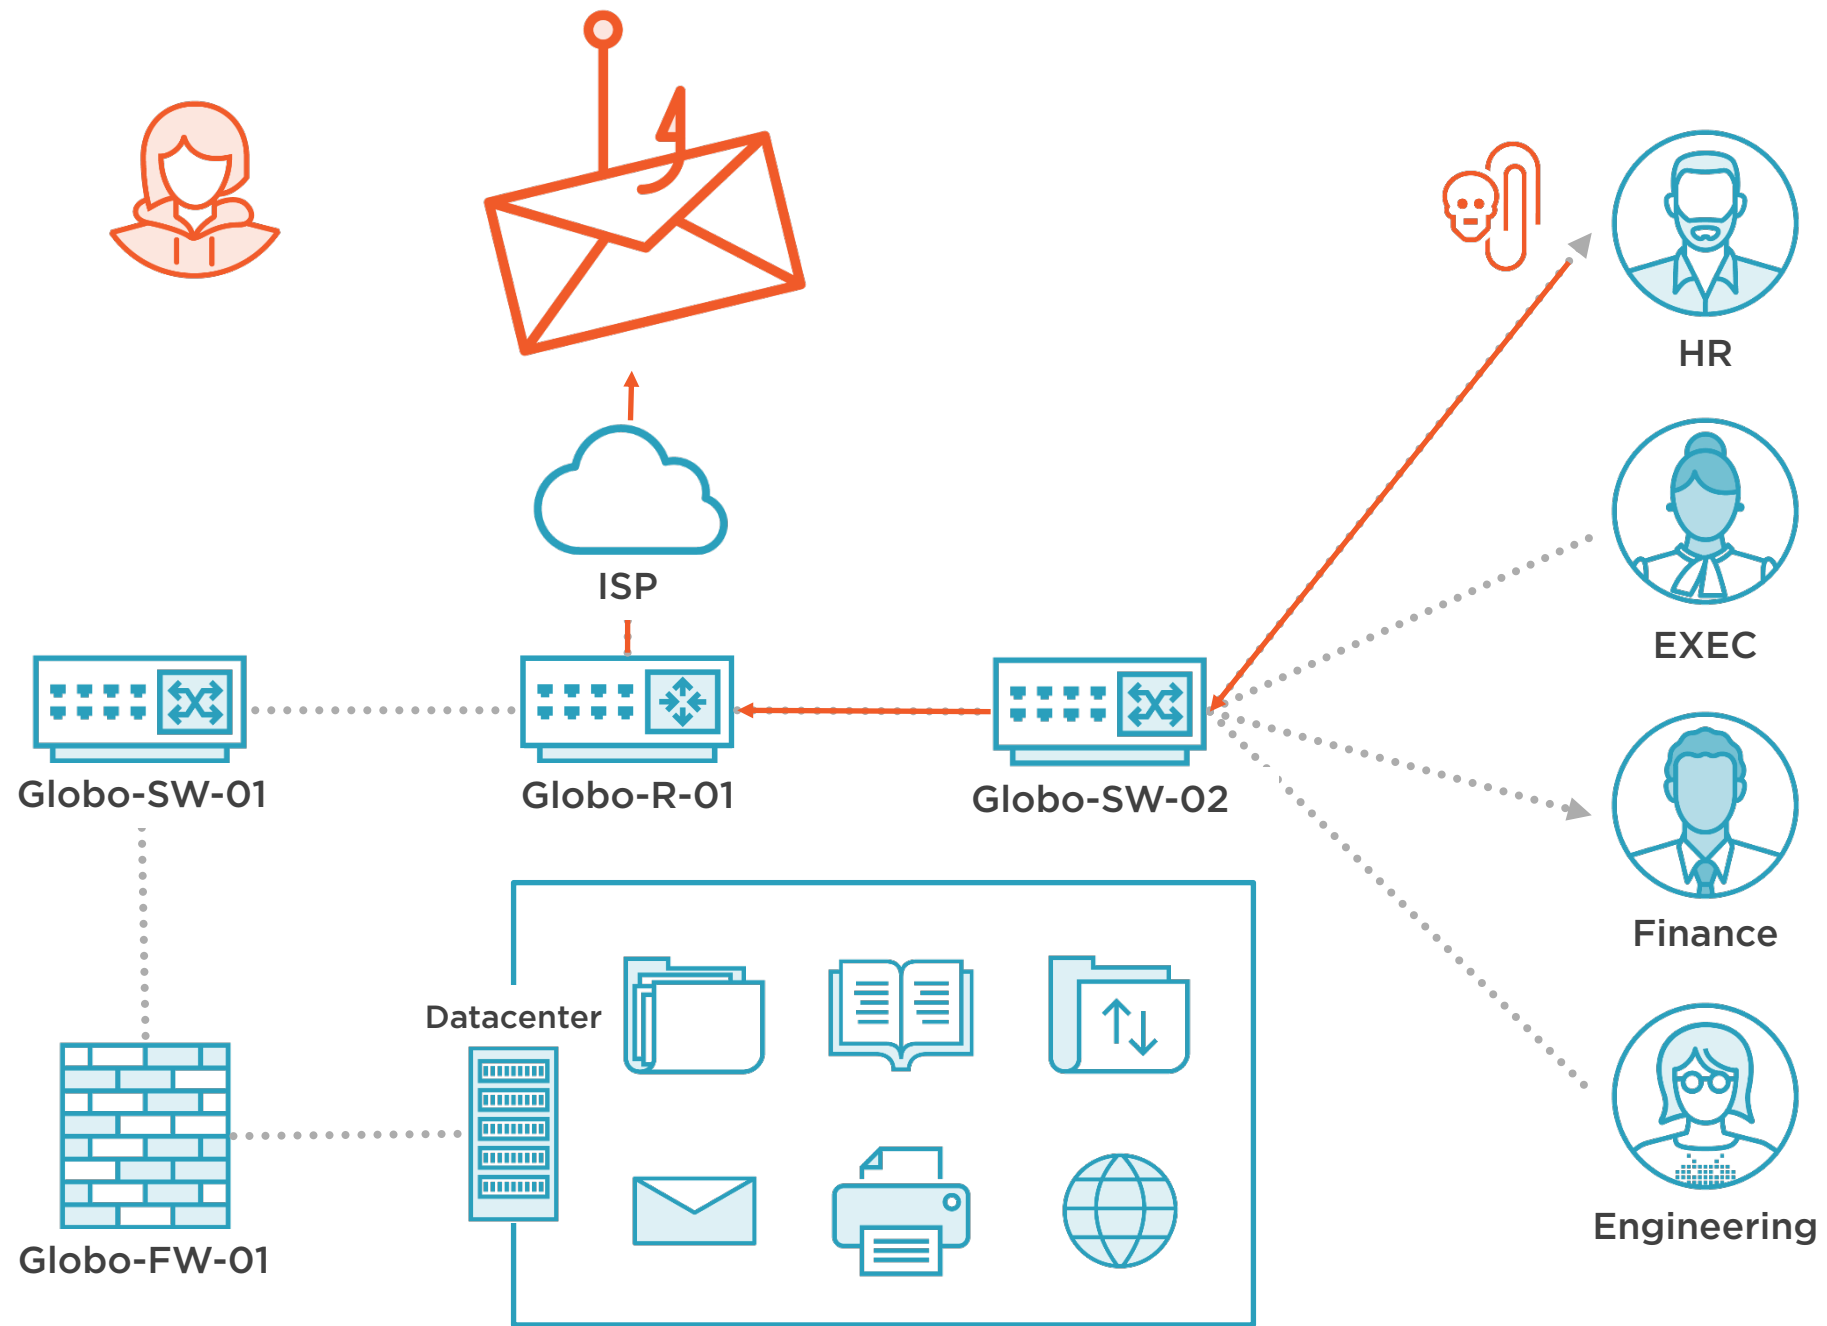 HR
ISP
EXEC
Globo-SW-01
Globo-R-01
Globo-SW-02
Finance
Datacenter
Engineering
Globo-FW-01